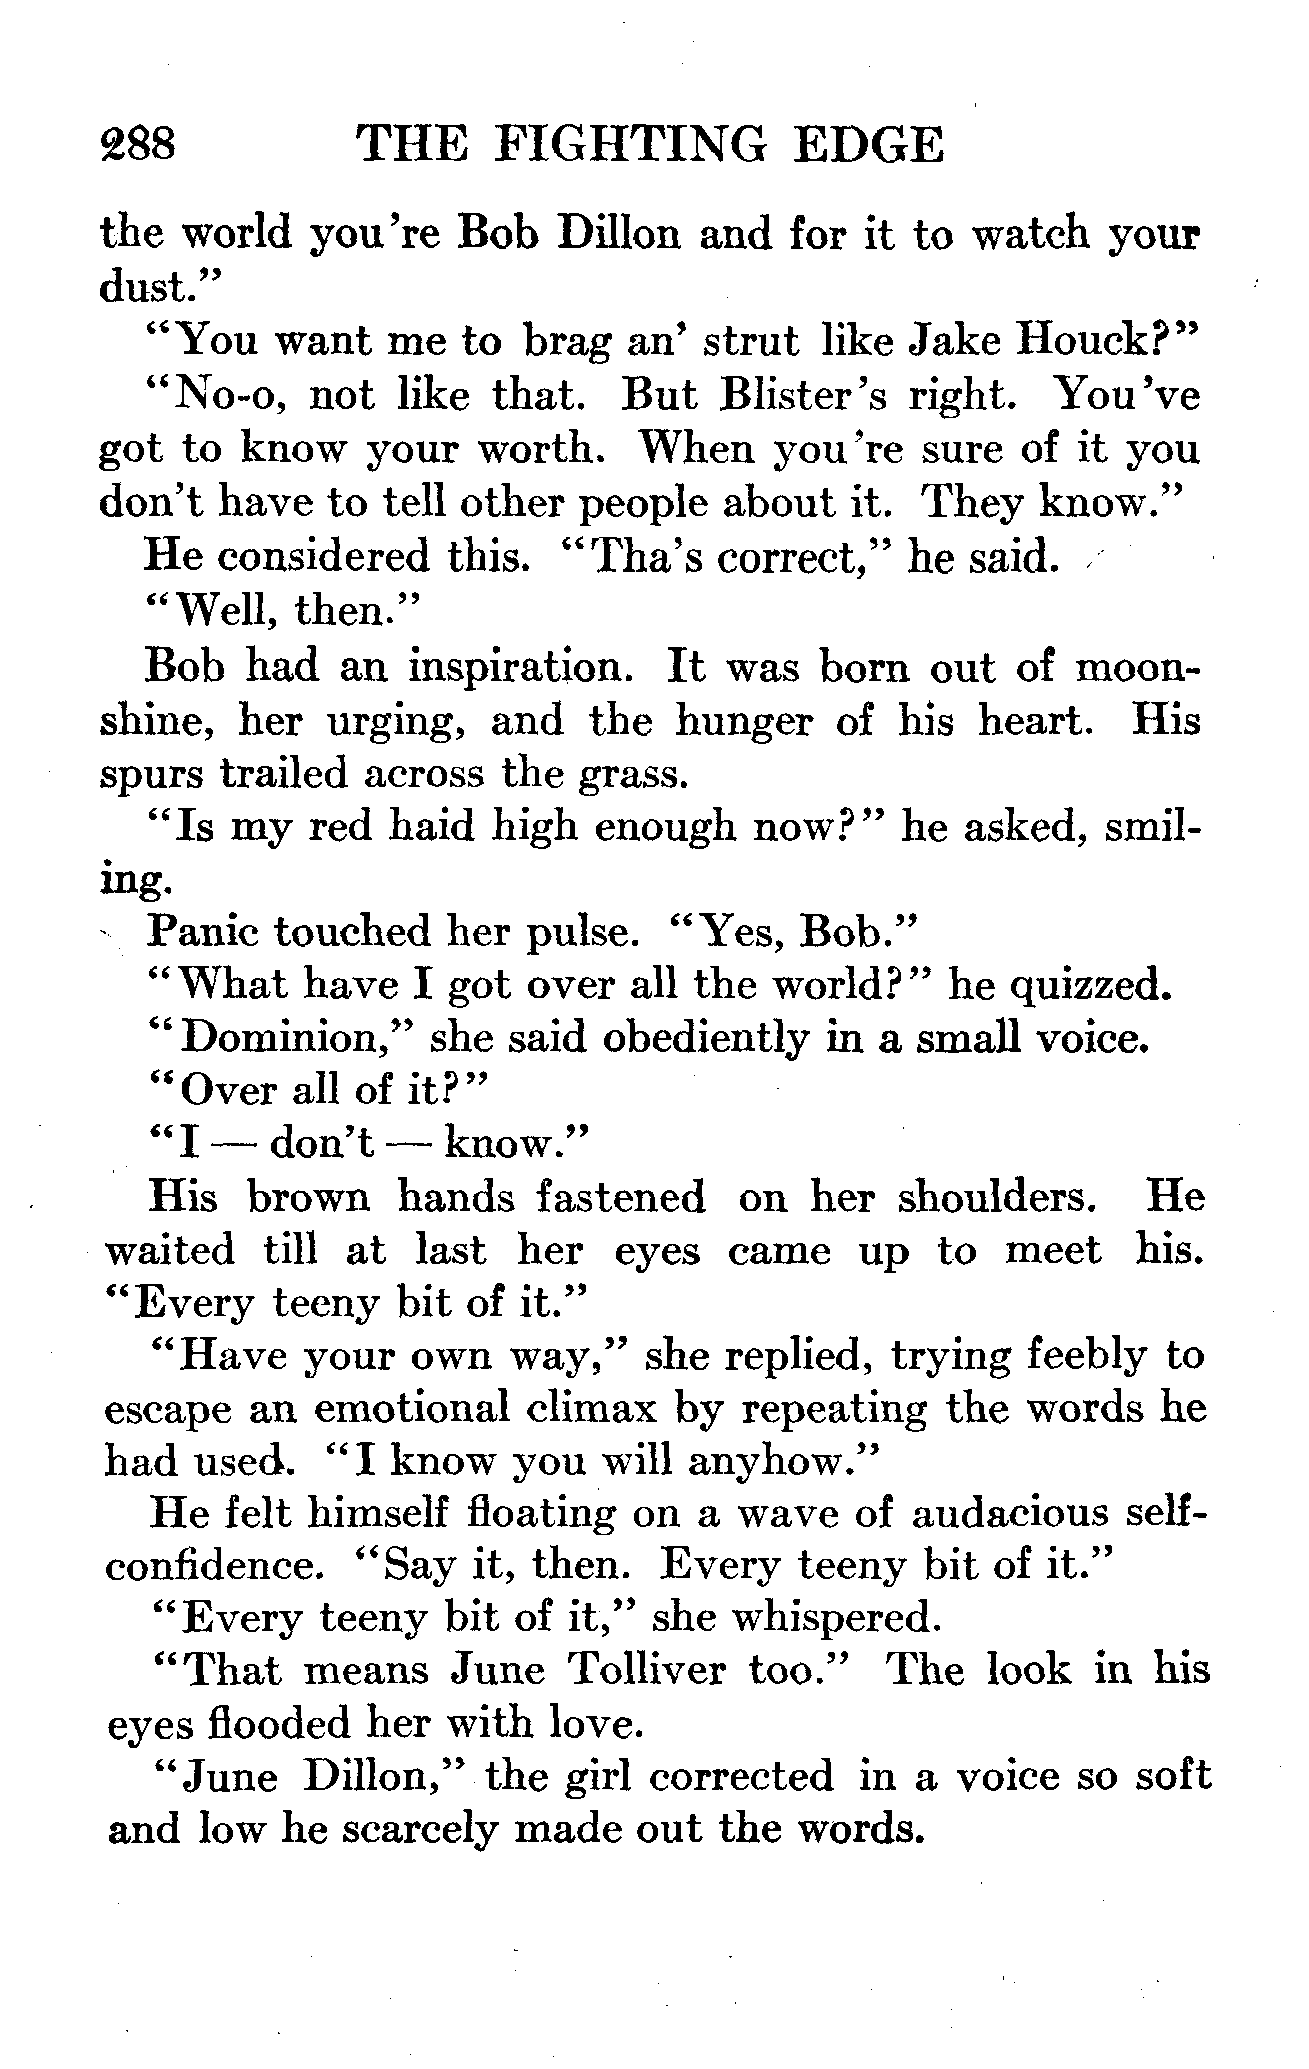 288 THE FIGHTING EDGE
the world you're Bob Dillon and for it to watch your
dust."
"You want me to brag an' strut like Jake Houck?"
"No-o, not like that. But Blister's right. You've
got to know your worth. When you're sure of it you
don't have to tell other people about it. They know."
He considered this. "Tha's correct," he said.
"Well, then."
Bob had an inspiration. It was born out of moon-
shine, her urging, and the hunger of his heart. His
spurs trailed across the grass.
"Is my red haid high enough now?" he asked, smil-
ing.
Panic touched her pulse. "Yes, Bob."
"What have I got over all the world?" he quizzed.
"Dominion," she said obediently in a small voice.
"Over all of it?"
"I — don't — know."
His brown hands fastened on her shoulders. He
waited till at last her eyes came up to meet his.
"Every teeny bit of it."
"Have your own way," she replied, trying feebly to
escape an emotional climax by repeating the words he
had used. "I know you will anyhow."
He felt himself floating on a wave of audacious self-
confidence. "Say it, then. Every teeny bit of it."
"Every teeny bit of it," she whispered.
"That means June Tolliver too." The look in his
eyes flooded her with love.
"June Dillon," the girl corrected in a voice so soft
and low he scarcely made out the words.